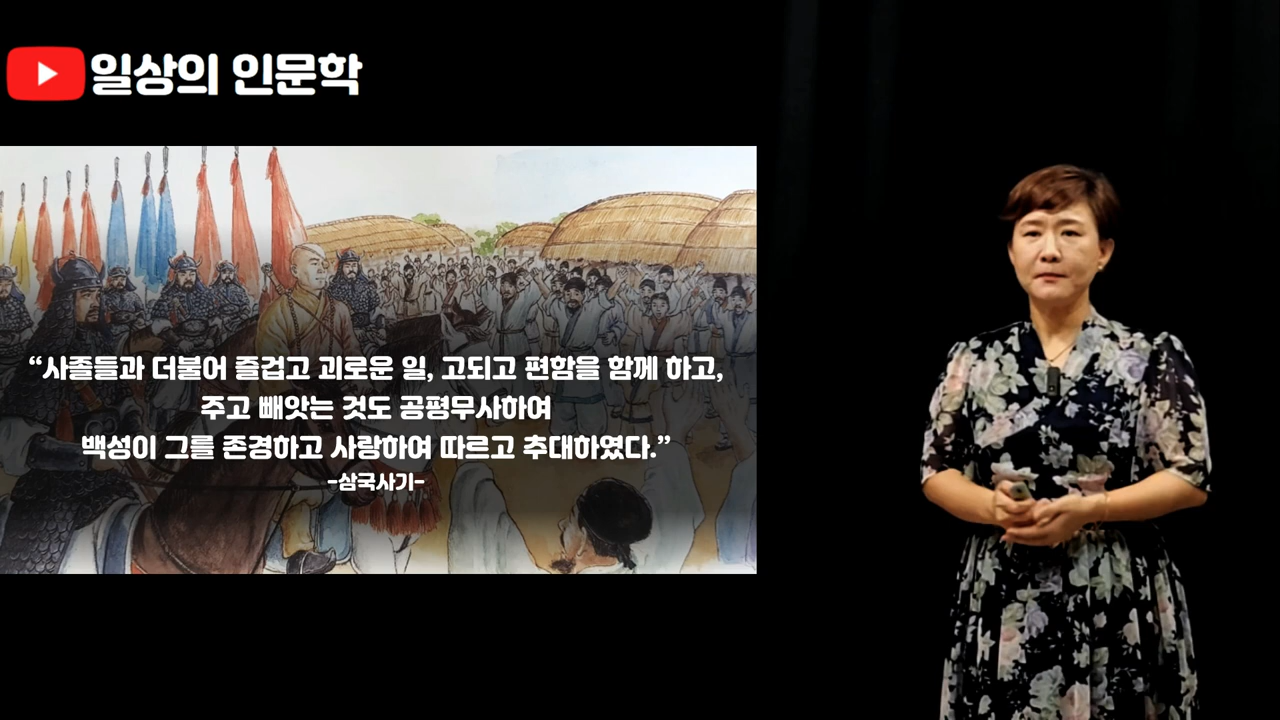 일상의 인문학
“사졸들과 더불어 즐겁고 괴로운 일, 고되고 편함을 함께 하고,
주고 빼앗는 것도 공평무사하여
백성이 그를 존경하고 사랑하여 따르고 추대하였다.”
-삼국사기-